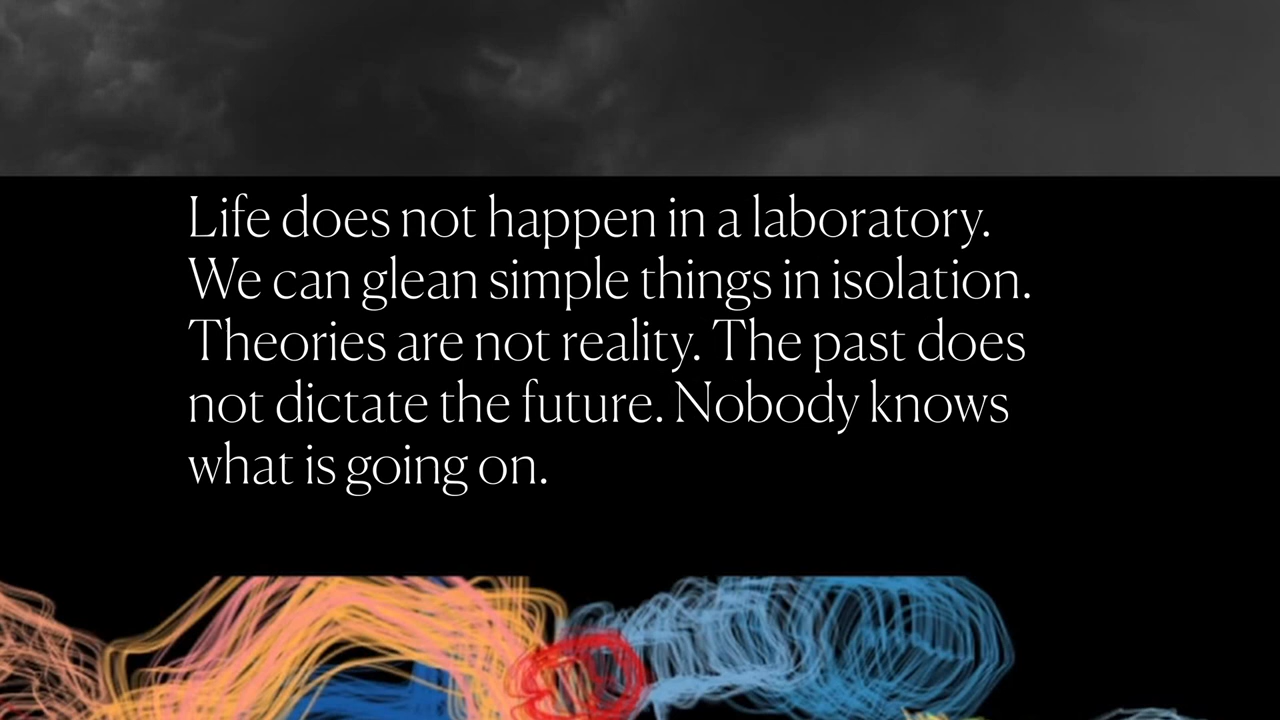 Life does not happen in a laboratory.
We can glean simple things in isolation.
Theories are not reality. The past does
not dictate the future. Nobody knows
what is going on.